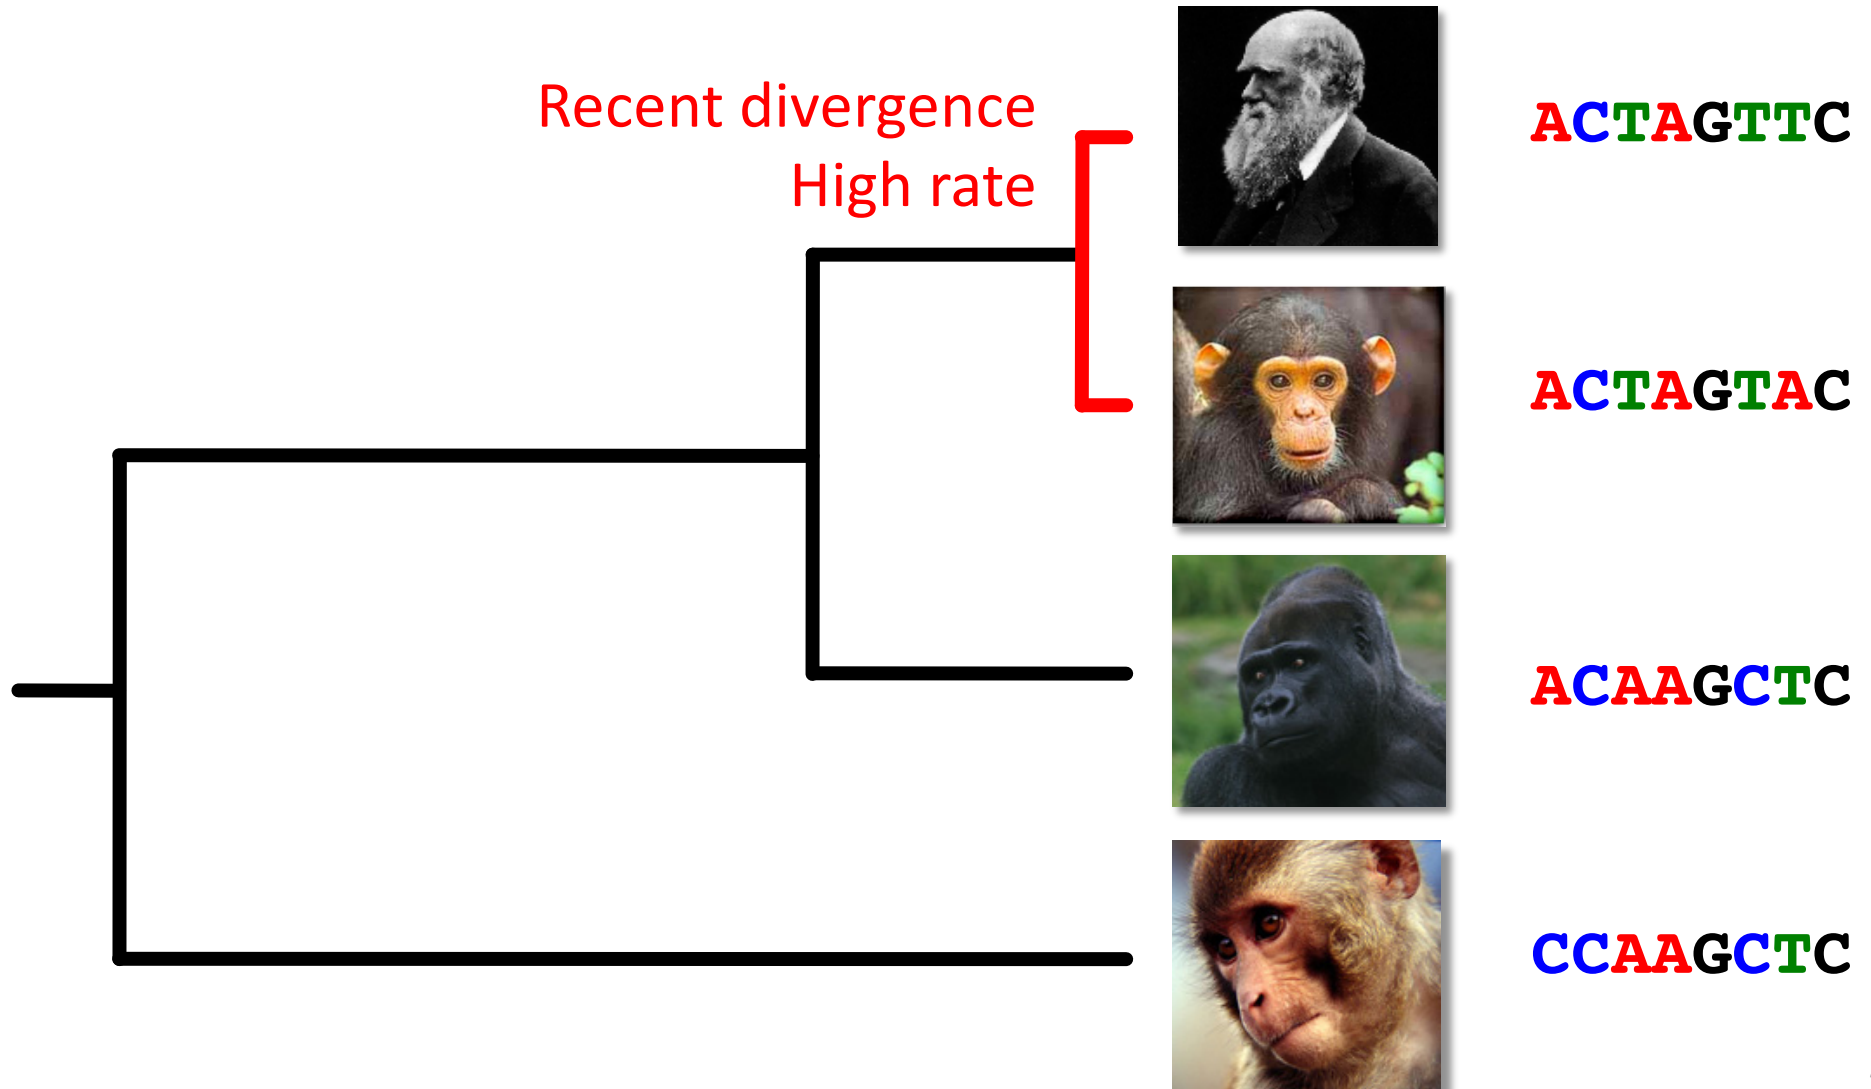 Recent divergence
High rate
ACTAGTTC
ACTAGTAC
ACAAGCTC
CCAAGCTC